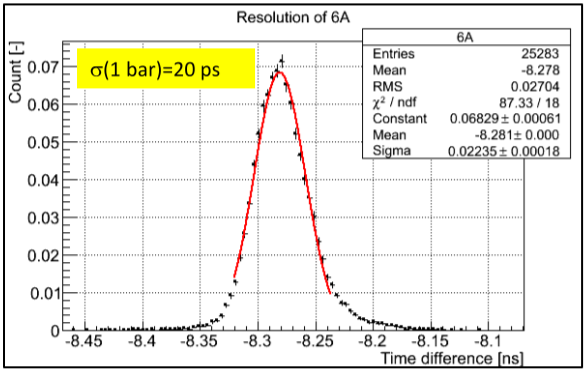 Resolution of 6A
6A
Entries 25283
Mean -8.278
RMS 0.02704
χ² / ndf 87.33 / 18
Constant 0.06829 ± 0.00061
Mean -8.281 ± 0.000
Sigma 0.02235 ± 0.00018
σ(1 bar)=20 ps
Count [-]
0.07
0.06
0.05
0.04
0.03
0.02
0.01
0
-8.45 -8.4 -8.35 -8.3 -8.25 -8.2 -8.15 -8.1
Time difference [ns]